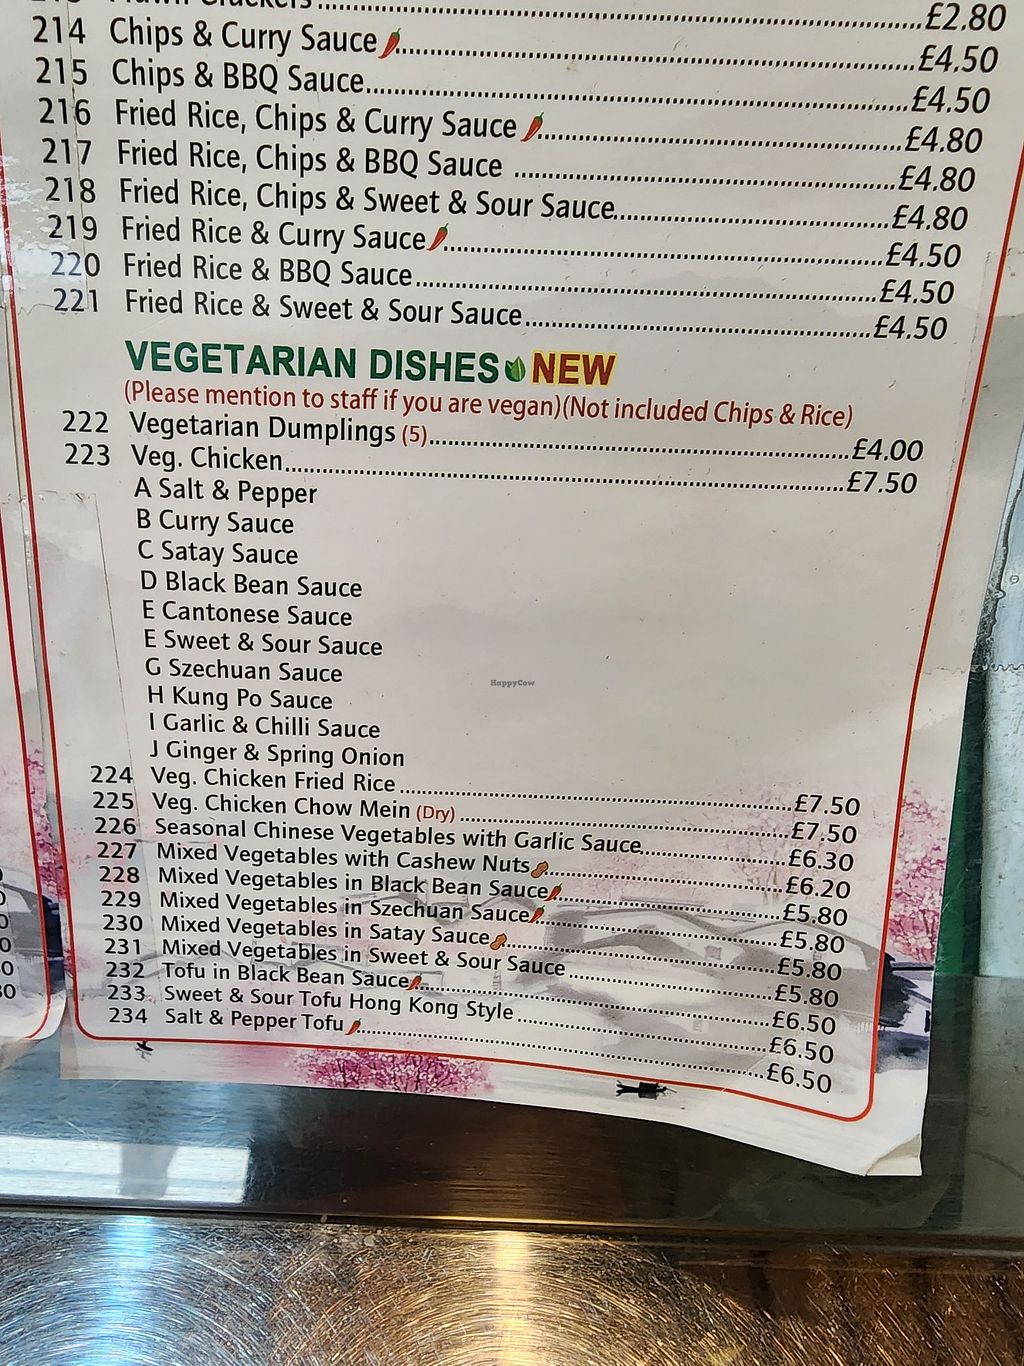 Prawn Crackers........£2.80
214 Chips & Curry Sauce........£4.50
215 Chips & BBQ Sauce........£4.50
216 Fried Rice, Chips & Curry Sauce........£4.80
217 Fried Rice, Chips & BBQ Sauce........£4.80
218 Fried Rice, Chips & Sweet & Sour Sauce........£4.80
219 Fried Rice & Curry Sauce........£4.50
220 Fried Rice & BBQ Sauce........£4.50
221 Fried Rice & Sweet & Sour Sauce........£4.50
VEGETARIAN DISHES NEW
(Please mention to staff if you are vegan)(Not included Chips & Rice)
222 Vegetarian Dumplings (5)........£4.00
223 Veg. Chicken........£7.50
A Salt & Pepper
B Curry Sauce
C Satay Sauce
D Black Bean Sauce
E Cantonese Sauce
E Sweet & Sour Sauce
G Szechuan Sauce
H Kung Po Sauce
I Garlic & Chilli Sauce
J Ginger & Spring Onion
224 Veg. Chicken Fried Rice........£7.50
225 Veg. Chicken Chow Mein (Dry)........£7.50
226 Seasonal Chinese Vegetables with Garlic Sauce........£6.30
227 Mixed Vegetables with Cashew Nuts........£6.20
228 Mixed Vegetables in Black Bean Sauce........£5.80
229 Mixed Vegetables in Szechuan Sauce........£5.80
230 Mixed Vegetables in Satay Sauce........£5.80
231 Mixed Vegetables in Sweet & Sour Sauce........£5.80
232 Tofu in Black Bean Sauce........£6.50
233 Sweet & Sour Tofu Hong Kong Style........£6.50
234 Salt & Pepper Tofu........£6.50
HappyCow